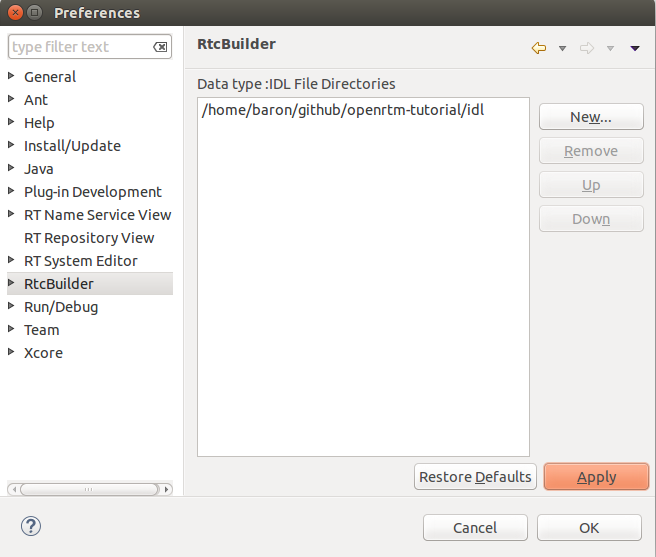 Preferences
type filter text
General
Ant
Help
Install/Update
Java
Plug-in Development
RT Name Service View
RT Repository View
RT System Editor
RtcBuilder
Run/Debug
Team
Xcore
RtcBuilder
Data type :IDL File Directories
/home/baron/github/openrtm-tutorial/idl
New...
Remove
Up
Down
Restore Defaults
Apply
?
Cancel
OK